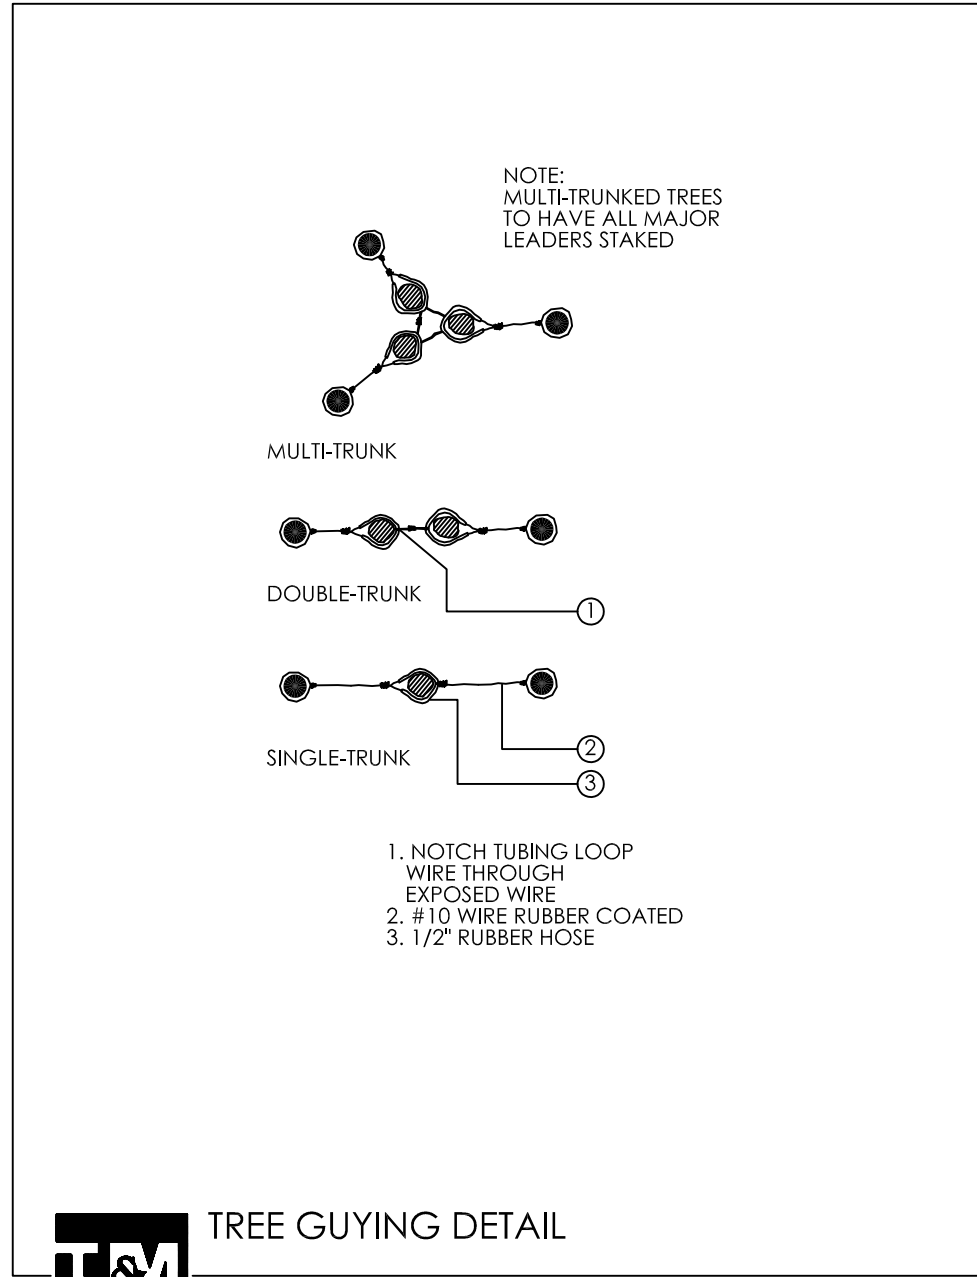 NOTE:
MULTI-TRUNKED TREES
TO HAVE ALL MAJOR
LEADERS STAKED
MULTI-TRUNK
DOUBLE-TRUNK
1
SINGLE-TRUNK
2
3
1. NOTCH TUBING LOOP
WIRE THROUGH
EXPOSED WIRE
2. #10 WIRE RUBBER COATED
3. 1/2" RUBBER HOSE
TREE GUYING DETAIL
T&M